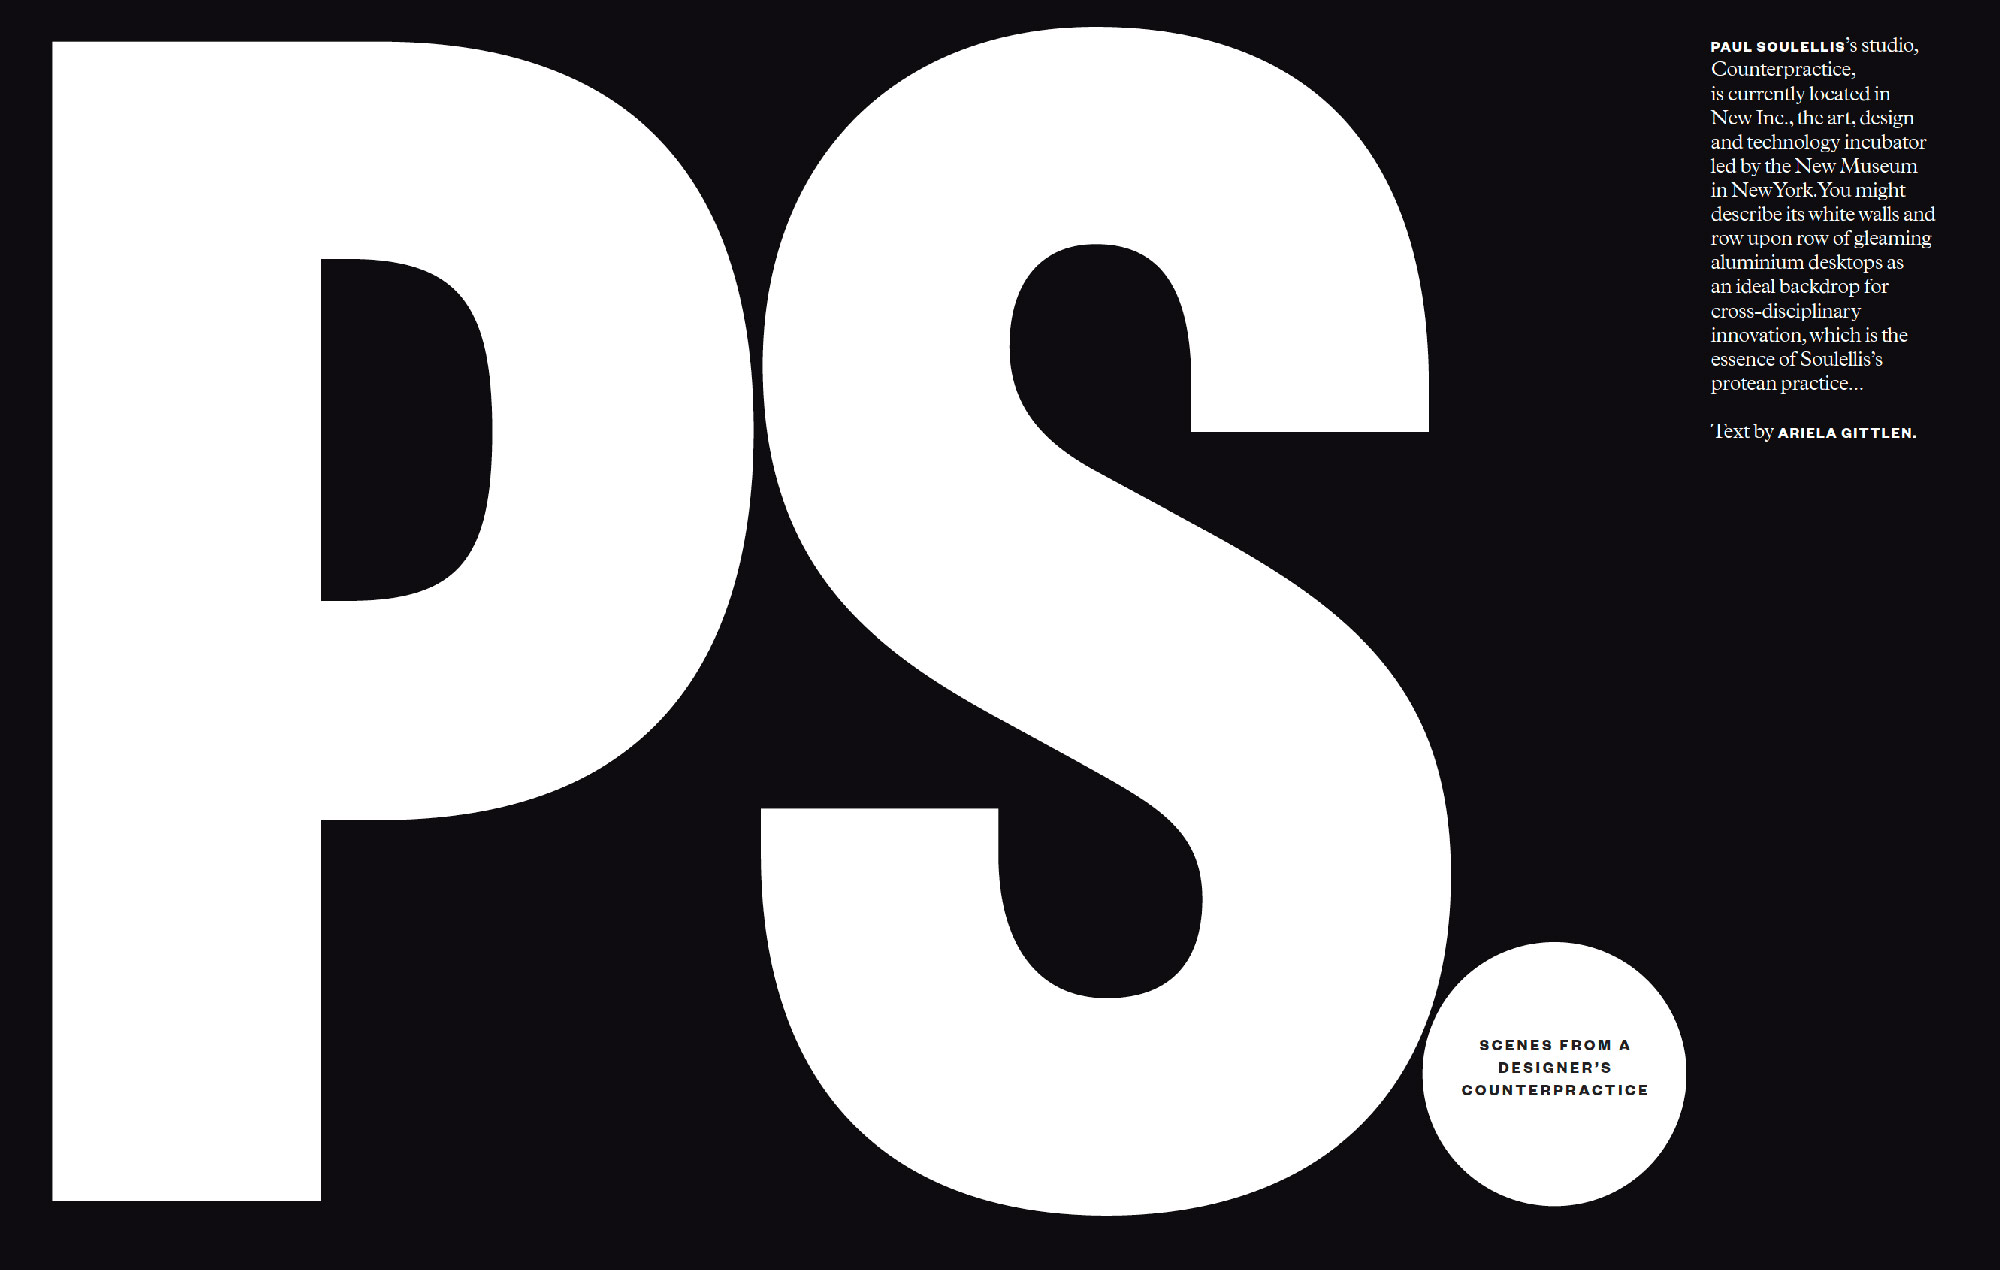 PS.
PAUL SOULELLIS's studio,
Counterpractice,
is currently located in
New Inc., the art, design
and technology incubator
led by the New Museum
in New York. You might
describe its white walls and
row upon row of gleaming
aluminium desktops as
an ideal backdrop for
cross-disciplinary
innovation, which is the
essence of Soulellis's
protean practice...
Text by ARIELA GITTLEN.
SCENES FROM A
DESIGNER'S
COUNTERPRACTICE